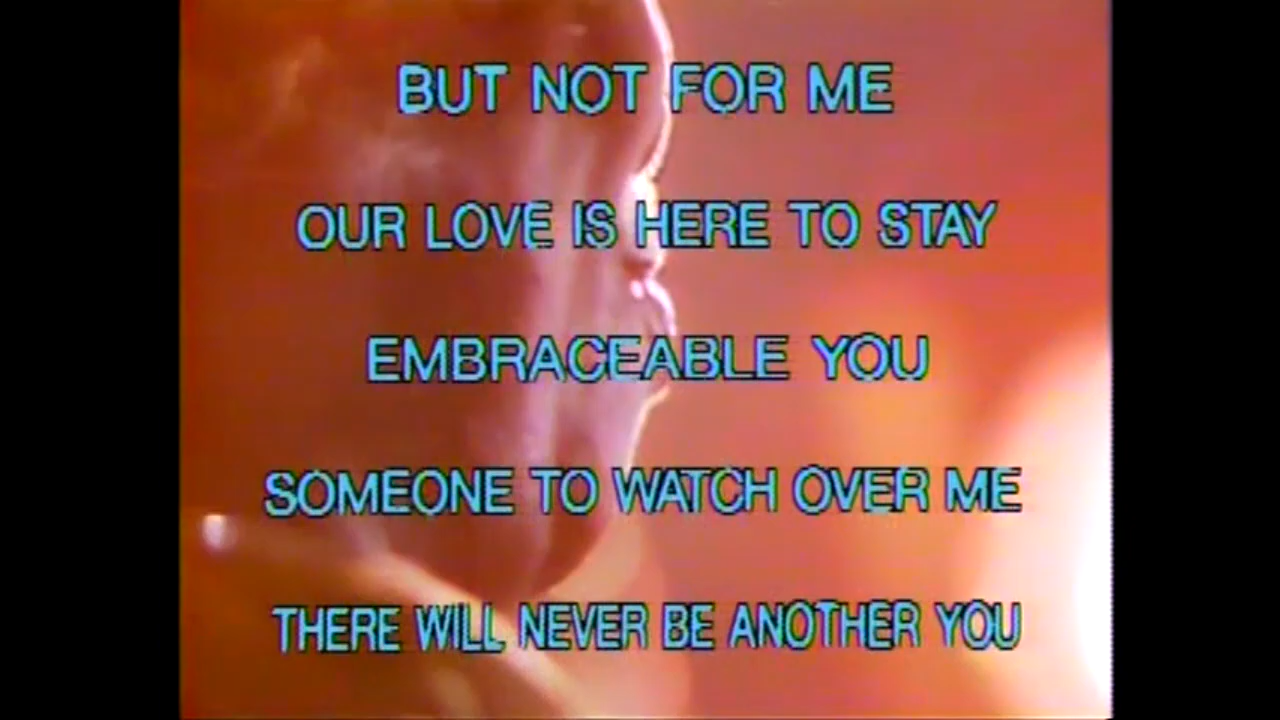 BUT NOT FOR ME
OUR LOVE IS HERE TO STAY
EMBRACEABLE YOU
SOMEONE TO WATCH OVER ME
THERE WILL NEVER BE ANOTHER YOU